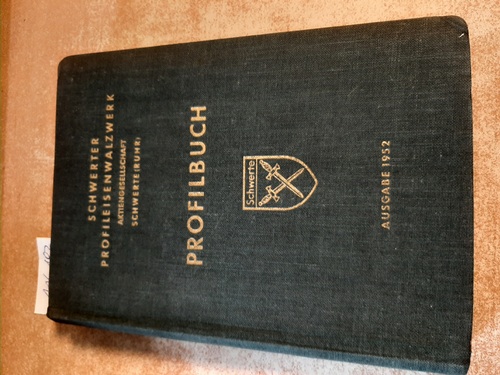 SCHWERTER
PROFILEISENWALZWERK
AKTIENGESELLSCHAFT
SCHWERTE (RUHR)
PROFILBUCH
Schwerte
AUSGABE 1952